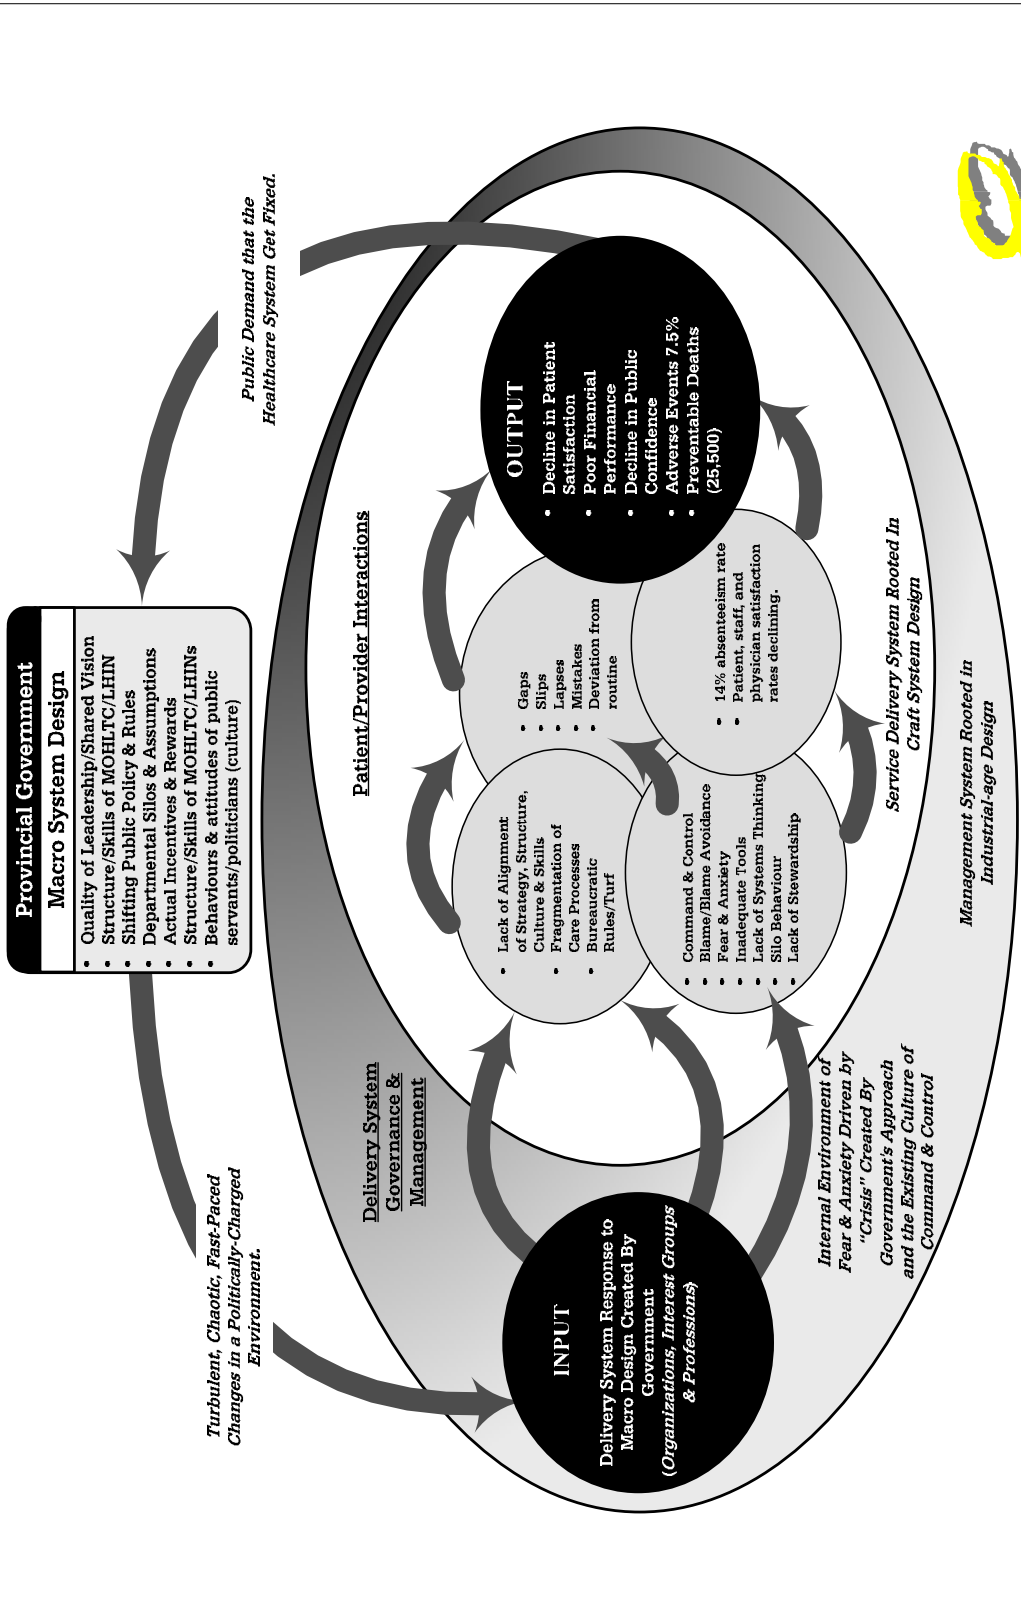 Provincial Government
Macro System Design
• Quality of Leadership/Shared Vision
• Structure/Skills of MOHLTC/LHIN
• Shifting Public Policy & Rules
• Departmental Silos & Assumptions
• Actual Incentives & Rewards
• Structure/Skills of MOHLTC/LHINs
• Behaviours & attitudes of public
servants/politicians (culture)
Turbulent, Chaotic, Fast-Paced
Changes in a Politically-Charged
Environment.
Public Demand that the
Healthcare System Get Fixed.
Delivery System
Governance &
Management
Patient/Provider Interactions
INPUT
Delivery System Response to
Macro Design Created By
Government
(Organizations, Interest Groups
& Professions)
• Lack of Alignment
of Strategy, Structure,
Culture & Skills
• Fragmentation of
Care Processes
• Bureaucratic
Rules/Turf
• Gaps
• Slips
• Lapses
• Mistakes
• Deviation from
routine
• Command & Control
• Blame/Blame Avoidance
• Fear & Anxiety
• Inadequate Tools
• Lack of Systems Thinking
• Silo Behaviour
• Lack of Stewardship
• 14% absenteeism rate
• Patient, staff, and
physician satisfaction
rates declining.
OUTPUT
• Decline in Patient
Satisfaction
• Poor Financial
Performance
• Decline in Public
Confidence
• Adverse Events 7.5%
• Preventable Deaths
(25,500)
Internal Environment of
Fear & Anxiety Driven by
"Crisis" Created By
Government's Approach
and the Existing Culture of
Command & Control
Service Delivery System Rooted In
Craft System Design
Management System Rooted in
Industrial-age Design